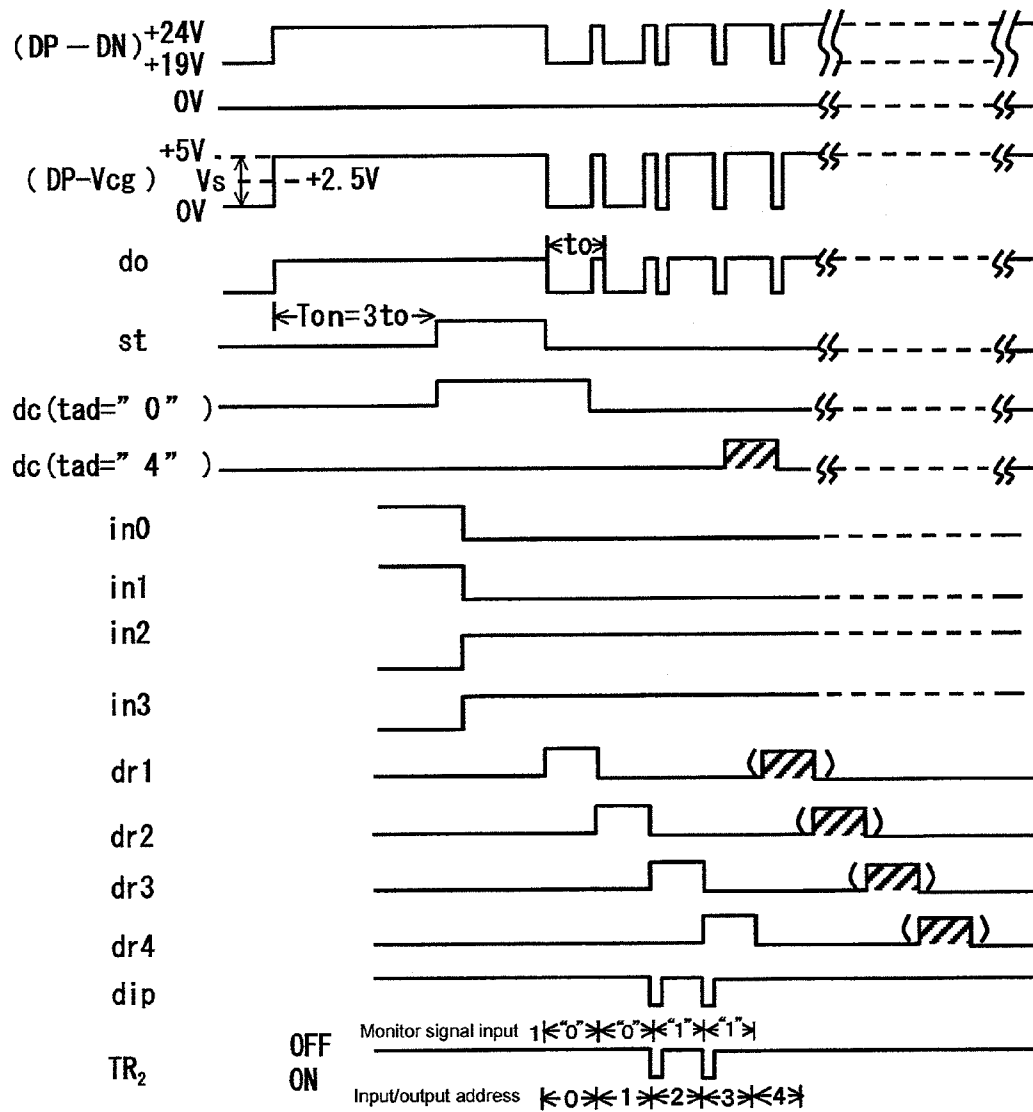 (DP−DN) +24V
+19V
0V
(DP-Vcg) +5V
Vs +2.5V
0V
do to
Ton=3to
st
dc(tad=”0”)
dc(tad=”4”)
in0
in1
in2
in3
dr1
dr2
dr3
dr4
dip
Monitor signal input 1 “0” “0” “1” “1”
TR2 OFF
ON
Input/output address 0 1 2 3 4